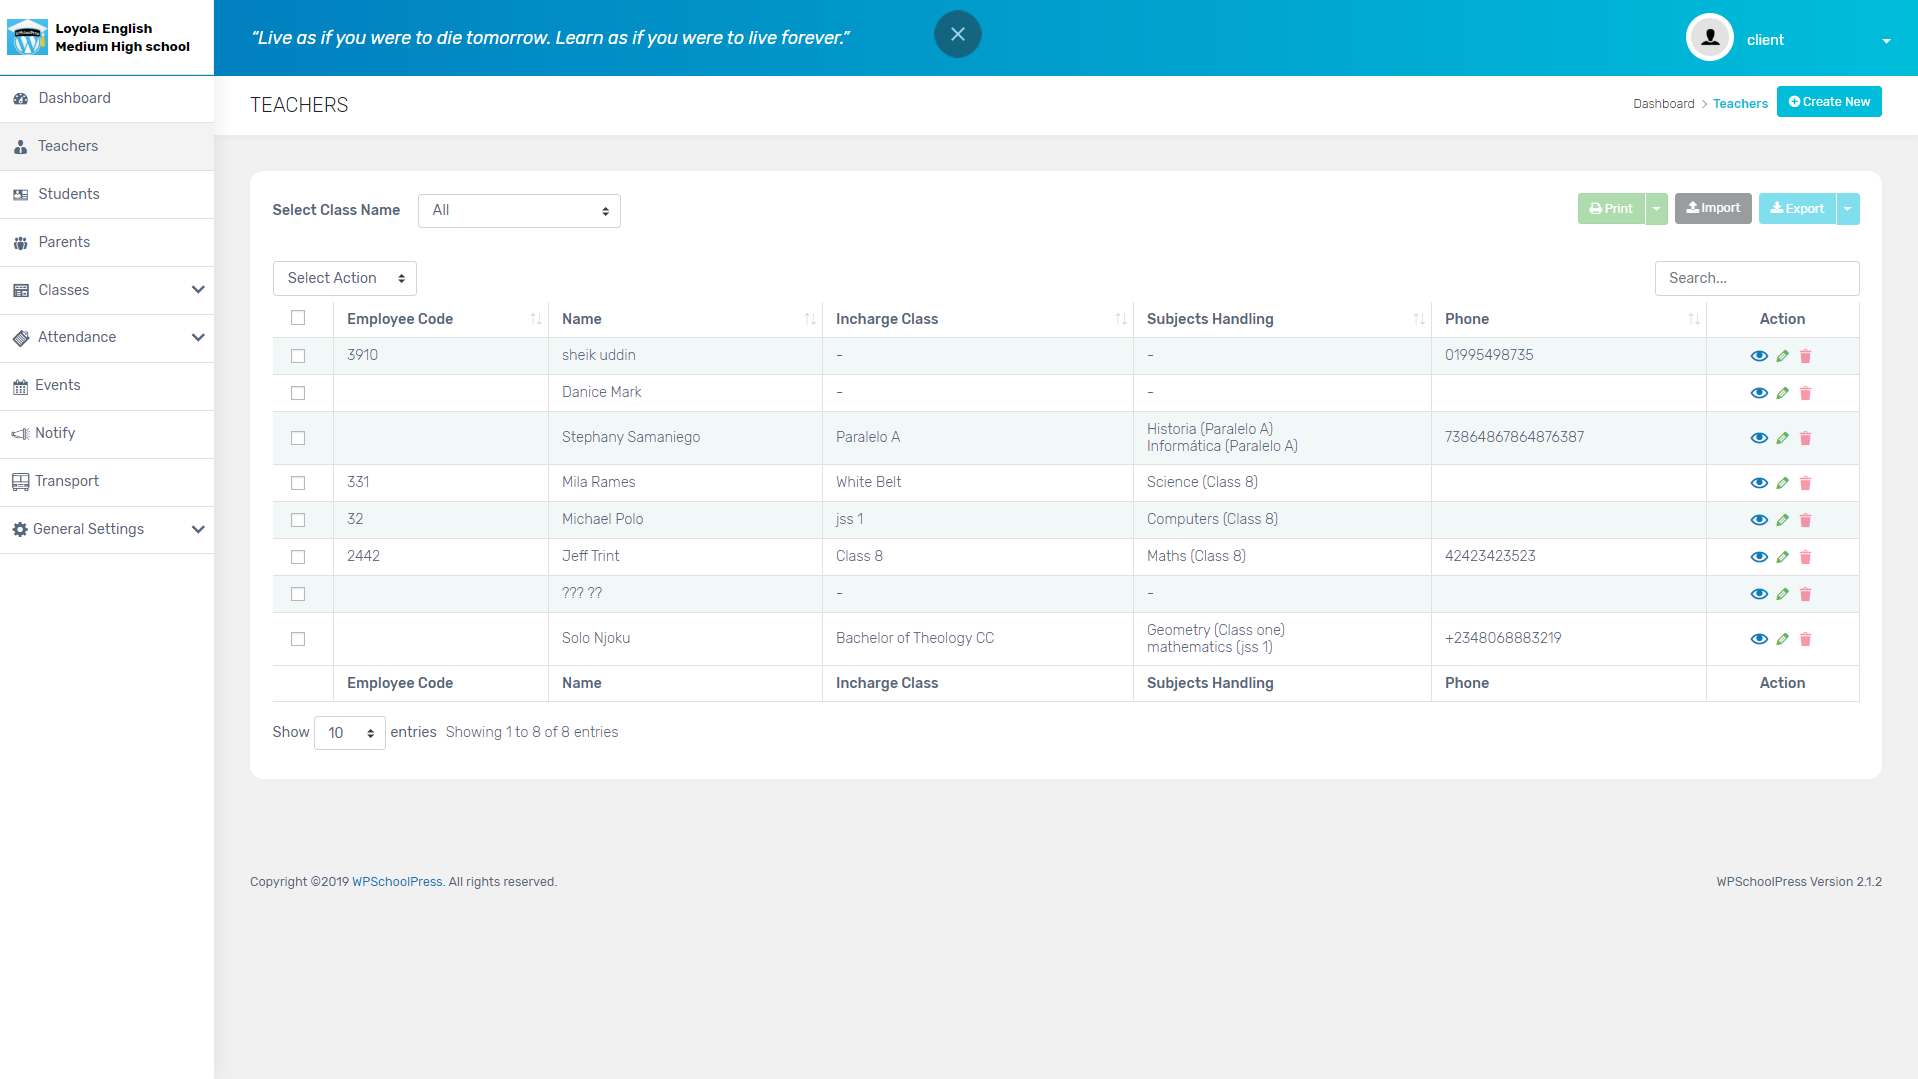 Loyola English
Medium High school
“Live as if you were to die tomorrow. Learn as if you were to live forever.”
client
Dashboard
Teachers
Students
Parents
Classes
Attendance
Events
Notify
Transport
General Settings
TEACHERS
Dashboard > Teachers
Create New
Select Class Name All
Print
Import
Export
Select Action
Search...
Employee Code Name Incharge Class Subjects Handling Phone Action
3910 sheik uddin - - 01995498735
Danice Mark - -
Stephany Samaniego Paralelo A Historia (Paralelo A) 73864867864876387
Informática (Paralelo A)
331 Mila Rames White Belt Science (Class 8)
32 Michael Polo jss 1 Computers (Class 8)
2442 Jeff Trint Class 8 Maths (Class 8) 42423423523
??? ?? - -
Solo Njoku Bachelor of Theology CC Geometry (Class one) +2348068883219
mathematics (jss 1)
Employee Code Name Incharge Class Subjects Handling Phone Action
Show 10 entries Showing 1 to 8 of 8 entries
Copyright ©2019 WPSchoolPress. All rights reserved.
WPSchoolPress Version 2.1.2